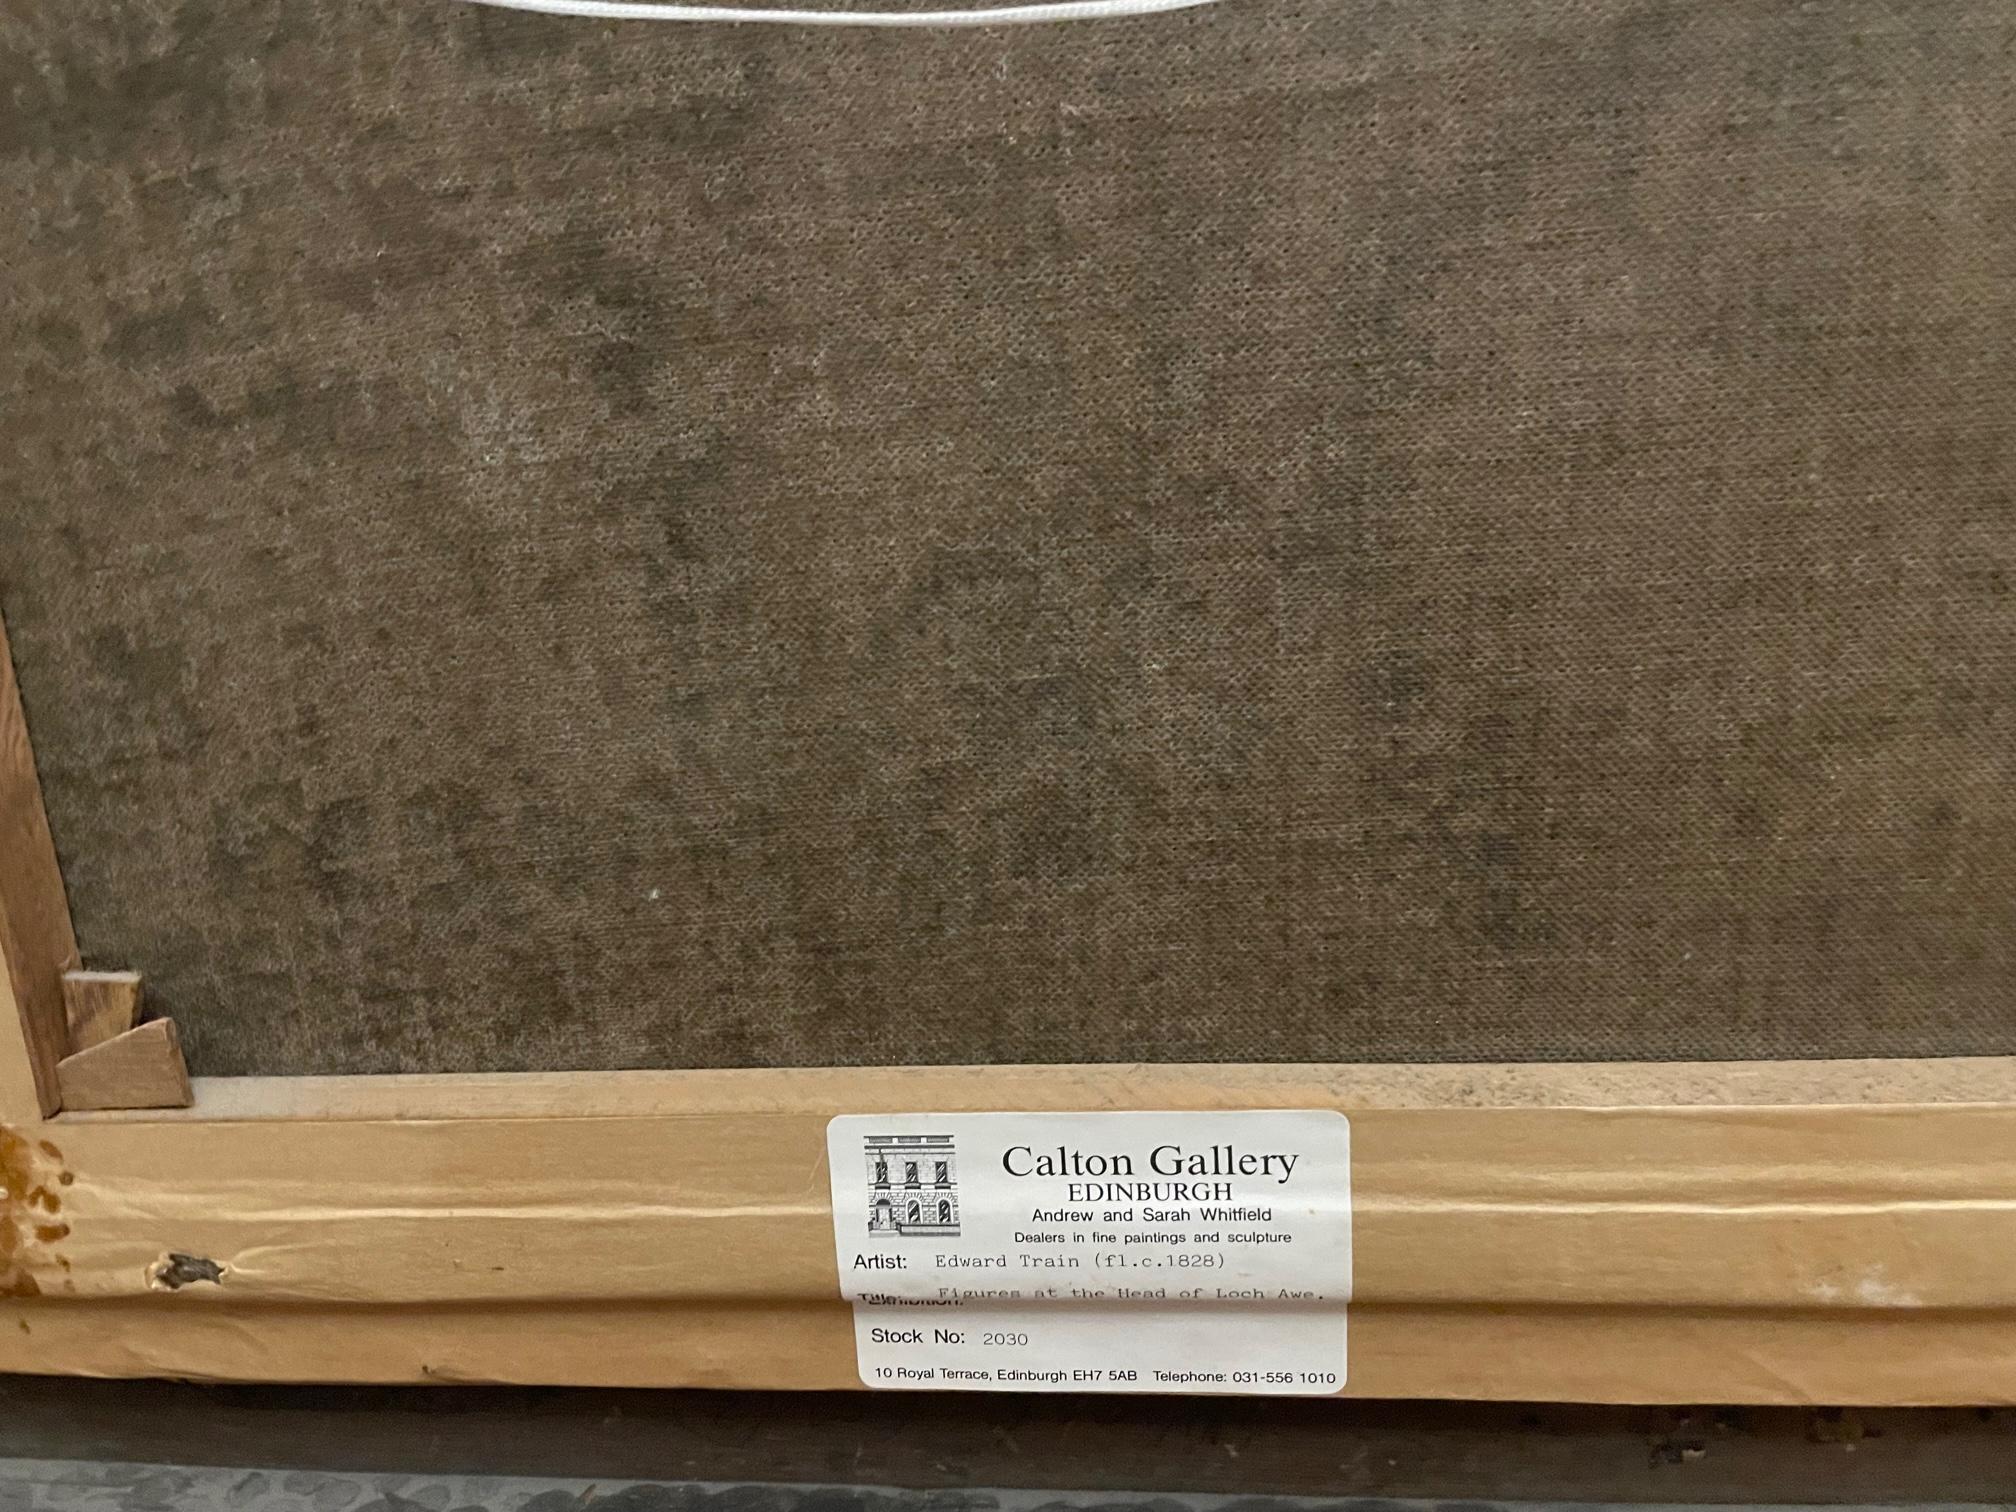 Calton Gallery
EDINBURGH
Andrew and Sarah Whitfield
Dealers in fine paintings and sculpture
Artist: Edward Train (fl.c.1828)
Title: Figures at the Head of Loch Awe.
Exhibition:
Stock No: 2030
10 Royal Terrace, Edinburgh EH7 5AB Telephone: 031-556 1010